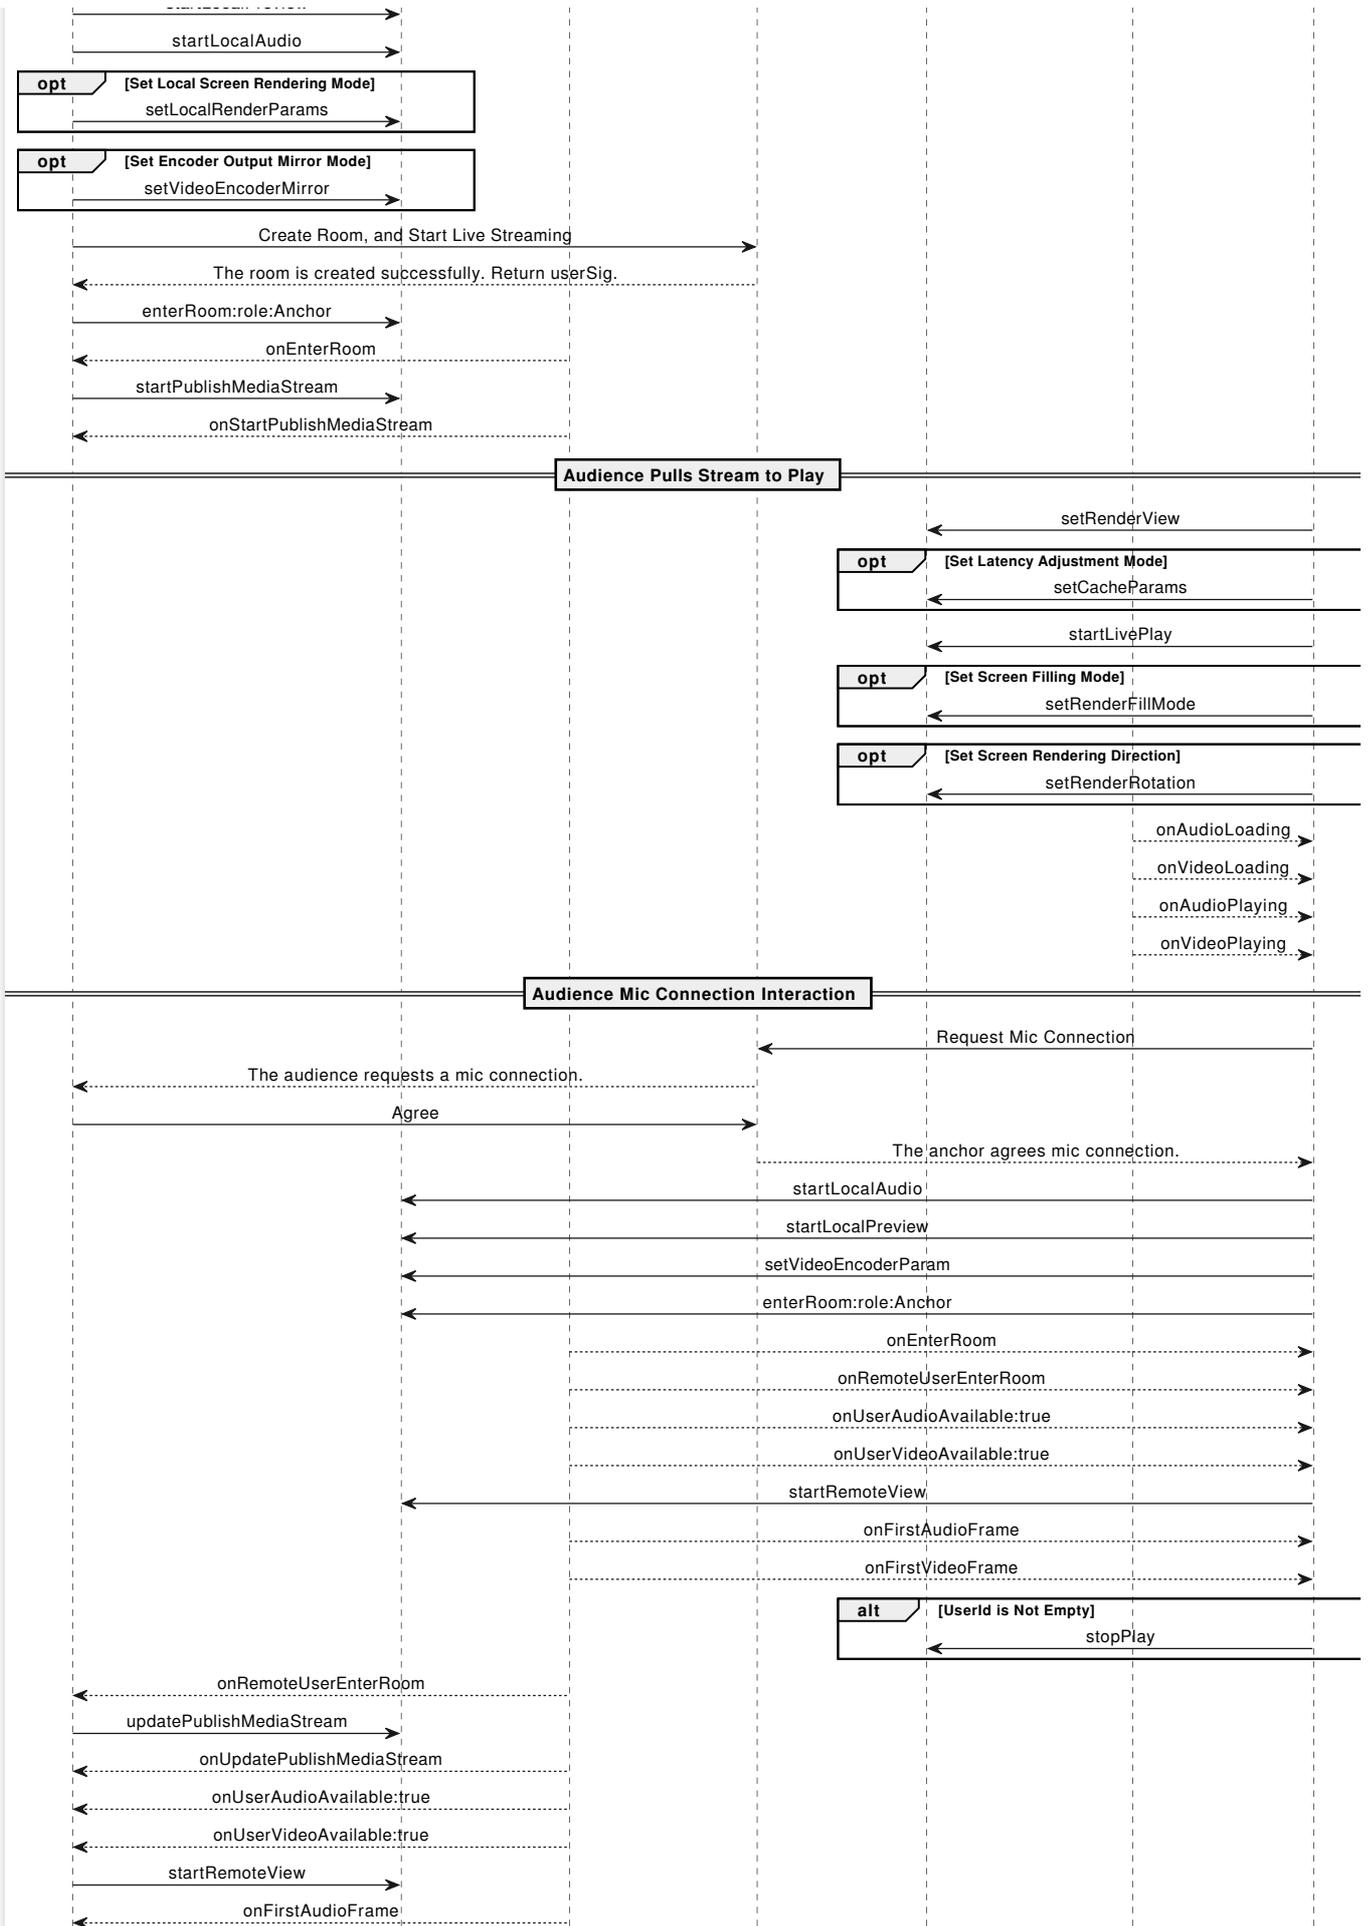 startLocalAudio
opt [Set Local Screen Rendering Mode]
setLocalRenderParams
opt [Set Encoder Output Mirror Mode]
setVideoEncoderMirror
Create Room, and Start Live Streaming
The room is created successfully. Return userSig.
enterRoom:role:Anchor
onEnterRoom
startPublishMediaStream
onStartPublishMediaStream
Audience Pulls Stream to Play
setRenderView
opt [Set Latency Adjustment Mode]
setCacheParams
startLivePlay
opt [Set Screen Filling Mode]
setRenderFillMode
opt [Set Screen Rendering Direction]
setRenderRotation
onAudioLoading
onVideoLoading
onAudioPlaying
onVideoPlaying
Audience Mic Connection Interaction
Request Mic Connection
The audience requests a mic connection.
Agree
The anchor agrees mic connection.
startLocalAudio
startLocalPreview
setVideoEncoderParam
enterRoom:role:Anchor
onEnterRoom
onRemoteUserEnterRoom
onUserAudioAvailable:true
onUserVideoAvailable:true
startRemoteView
onFirstAudioFrame
onFirstVideoFrame
alt [UserId is Not Empty]
stopPlay
onRemoteUserEnterRoom
updatePublishMediaStream
onUpdatePublishMediaStream
onUserAudioAvailable:true
onUserVideoAvailable:true
startRemoteView
onFirstAudioFrame